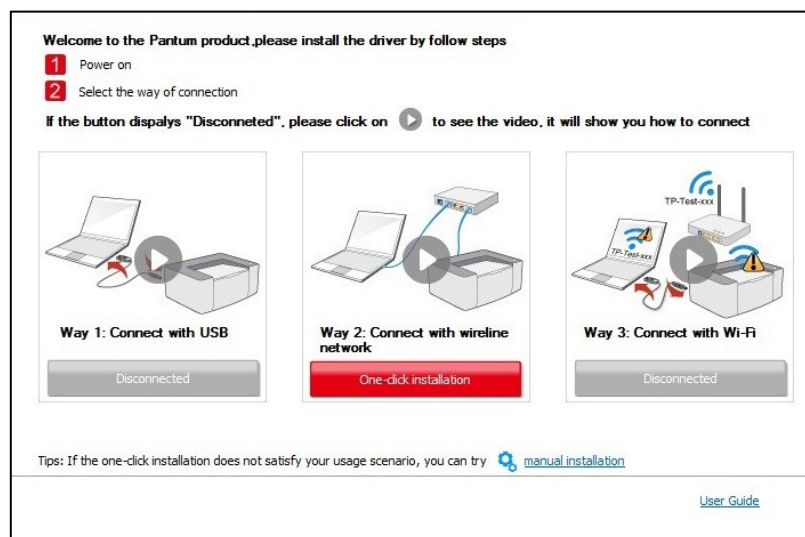 Welcome to the Pantum product,please install the driver by follow steps
1 Power on
2 Select the way of connection
If the button dispalys "Disconneted", please click on to see the video, it will show you how to connect
TP-Test-xxx
TP-Test-xxx
Way 1: Connect with USB
Disconnected
Way 2: Connect with wireline
network
One-click installation
Way 3: Connect with Wi-Fi
Disconnected
Tips: If the one-click installation does not satisfy your usage scenario, you can try manual installation
User Guide